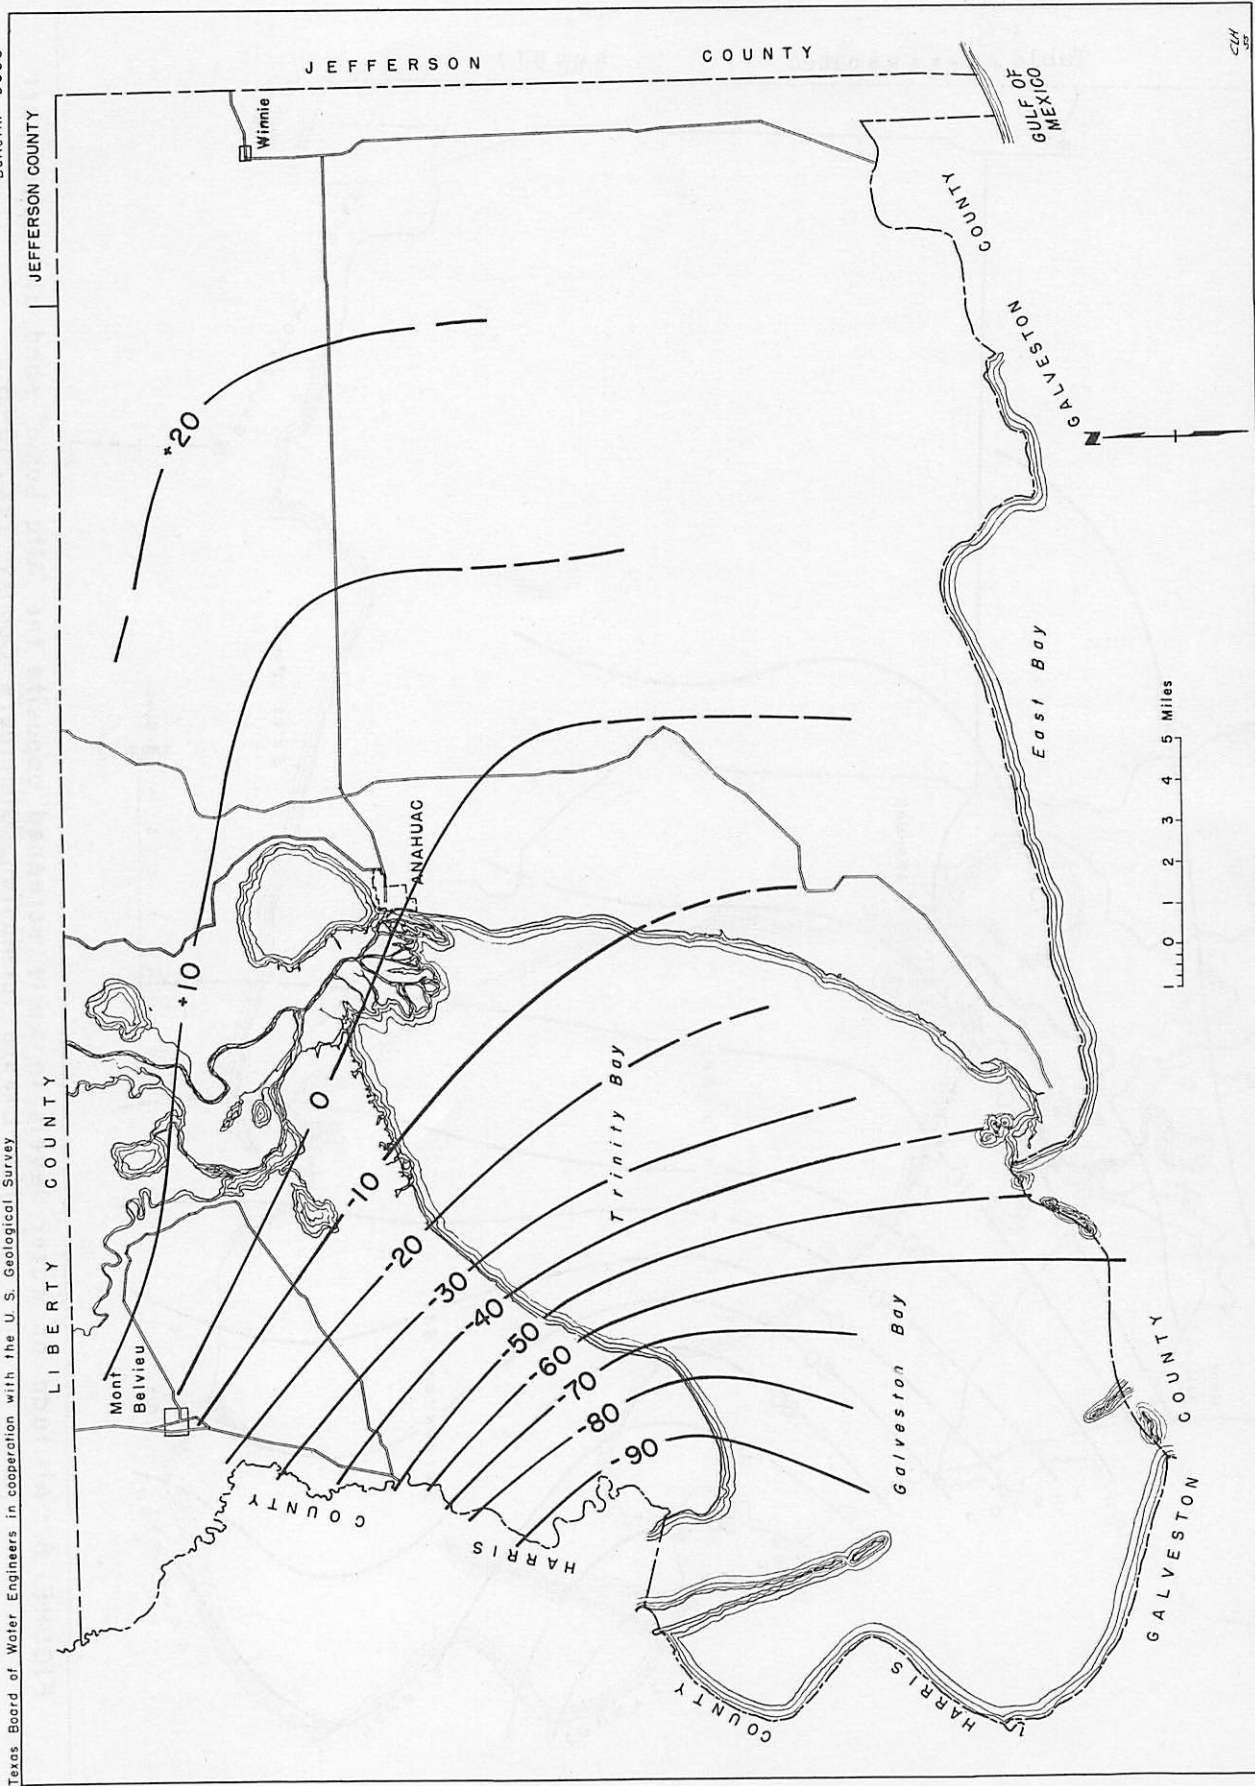 Texas Board of Water Engineers in cooperation with the U. S. Geological Survey
JEFFERSON COUNTY
JEFFERSON COUNTY
LIBERTY COUNTY
Winnie
GULF OF
MEXICO
GALVESTON COUNTY
+20
+10
0
-10
-20
-30
-40
-50
-60
-70
-80
-90
ANAHUAC
Mont
Belvieu
HARRIS COUNTY
Trinity Bay
East Bay
Galveston Bay
HARRIS COUNTY
GALVESTON COUNTY
N
1 0 1 2 3 4 5 Miles